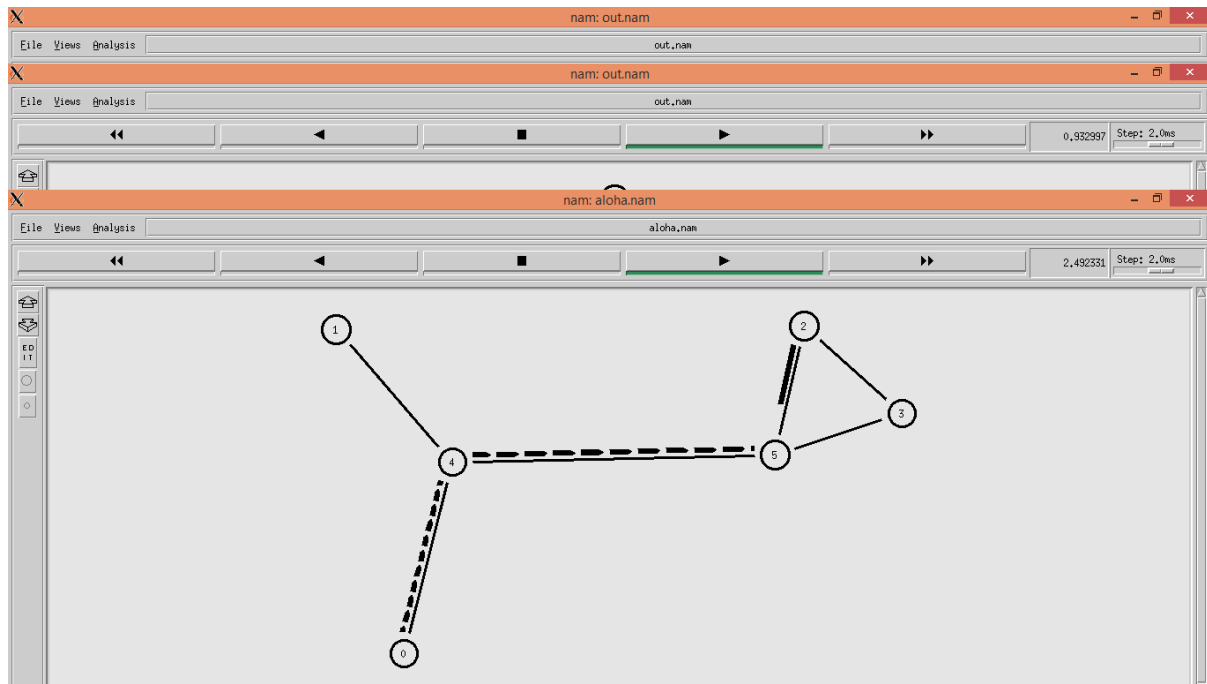 nam: out.nam
File Views Analysis out.nam
nam: out.nam
File Views Analysis out.nam
0.932997 Step: 2.0ms
nam: aloha.nam
File Views Analysis aloha.nam
2.492331 Step: 2.0ms
ED
IT
1
2
3
4
5
0